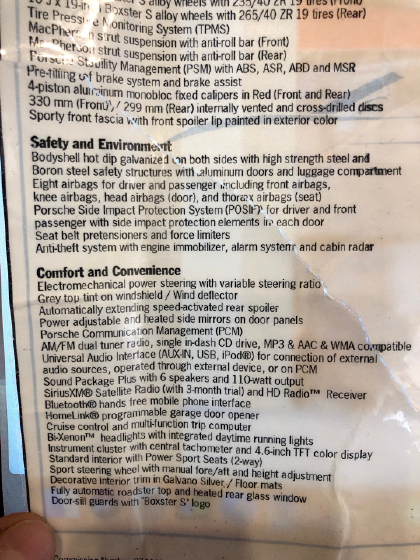 10 J x 19-in Boxster S alloy wheels with 265/40 ZR 19 tires (Rear)
Tire Pressure Monitoring System (TPMS)
MacPherson strut suspension with anti-roll bar (Front)
MacPherson strut suspension with anti-roll bar (Rear)
Porsche Stability Management (PSM) with ABS, ASR, ABD and MSR
Pre-filling of brake system and brake assist
4-piston aluminum monobloc fixed calipers in Red (Front and Rear)
330 mm (Front) / 299 mm (Rear) internally vented and cross-drilled discs
Sporty front fascia with front spoiler lip painted in exterior color
Safety and Environment
Bodyshell hot dip galvanized on both sides with high strength steel and
Boron steel safety structures with aluminum doors and luggage compartment
Eight airbags for driver and passenger including front airbags,
knee airbags, head airbags (door), and thorax airbags (seat)
Porsche Side Impact Protection System (POSIP) for driver and front
passenger with side impact protection elements in each door
Seat belt pretensioners and force limiters
Anti-theft system with engine immobilizer, alarm system and cabin radar
Comfort and Convenience
Electromechanical power steering with variable steering ratio
Grey top tint on windshield / Wind deflector
Automatically extending speed-activated rear spoiler
Power adjustable and heated side mirrors on door panels
Porsche Communication Management (PCM)
AM/FM dual tuner radio, single in-dash CD drive, MP3 & AAC & WMA compatible
Universal Audio Interface (AUX-IN, USB, iPod®) for connection of external
audio sources, operated through external device, or on PCM
Sound Package Plus with 6 speakers and 110-watt output
SiriusXM® Satellite Radio (with 3-month trial) and HD Radio™ Receiver
Bluetooth® hands free mobile phone interface
HomeLink® programmable garage door opener
Cruise control and multi-function trip computer
Bi-Xenon™ headlights with integrated daytime running lights
Instrument cluster with central tachometer and 4.6-inch TFT color display
Standard interior with Power Sport Seats (2-way)
Sport steering wheel with manual fore/aft and height adjustment
Decorative interior trim in Galvano Silver / Floor mats
Fully automatic roadster top and heated rear glass window
Door-sill guards with "Boxster S" logo